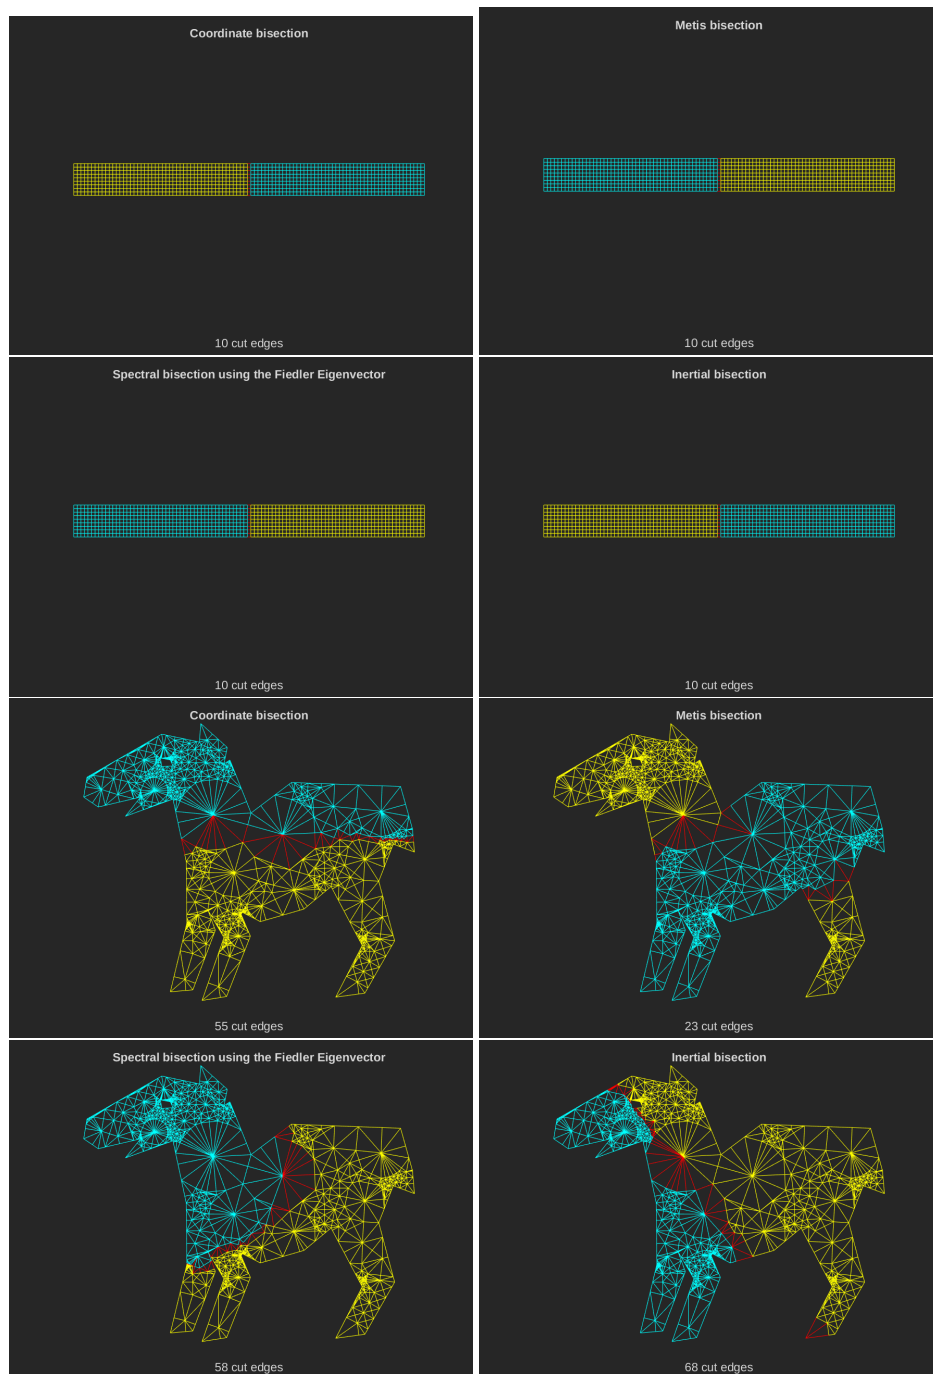 Coordinate bisection
Metis bisection
10 cut edges
10 cut edges
Spectral bisection using the Fiedler Eigenvector
Inertial bisection
10 cut edges
10 cut edges
Coordinate bisection
Metis bisection
55 cut edges
23 cut edges
Spectral bisection using the Fiedler Eigenvector
Inertial bisection
58 cut edges
68 cut edges